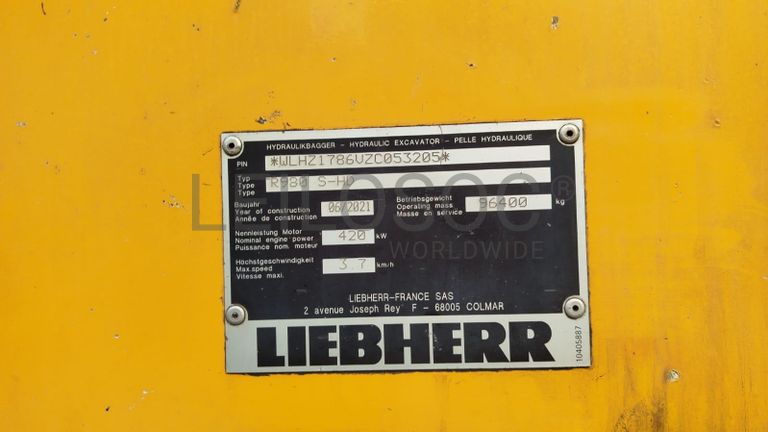 HYDRAULIKBAGGER - HYDRAULIC EXCAVATOR - PELLE HYDRAULIQUE
PIN *WLHZ1786VZC053205*
Typ
Type R980 S-HD
Type
Baujahr
Year of construction 06/2021
Année de construction
Betriebsgewicht
Operating mass 96400 kg
Masse en service
Nennleistung Motor
Nominal engine power 420 kW
Puissance nom. moteur
Höchstgeschwindigkeit
Max.speed 3.7 km/h
Vitesse maxi.
LIEBHERR-FRANCE SAS
2 avenue Joseph Rey F - 68005 COLMAR
LIEBHERR
10405887
LEILOSOC®
WORLDWIDE